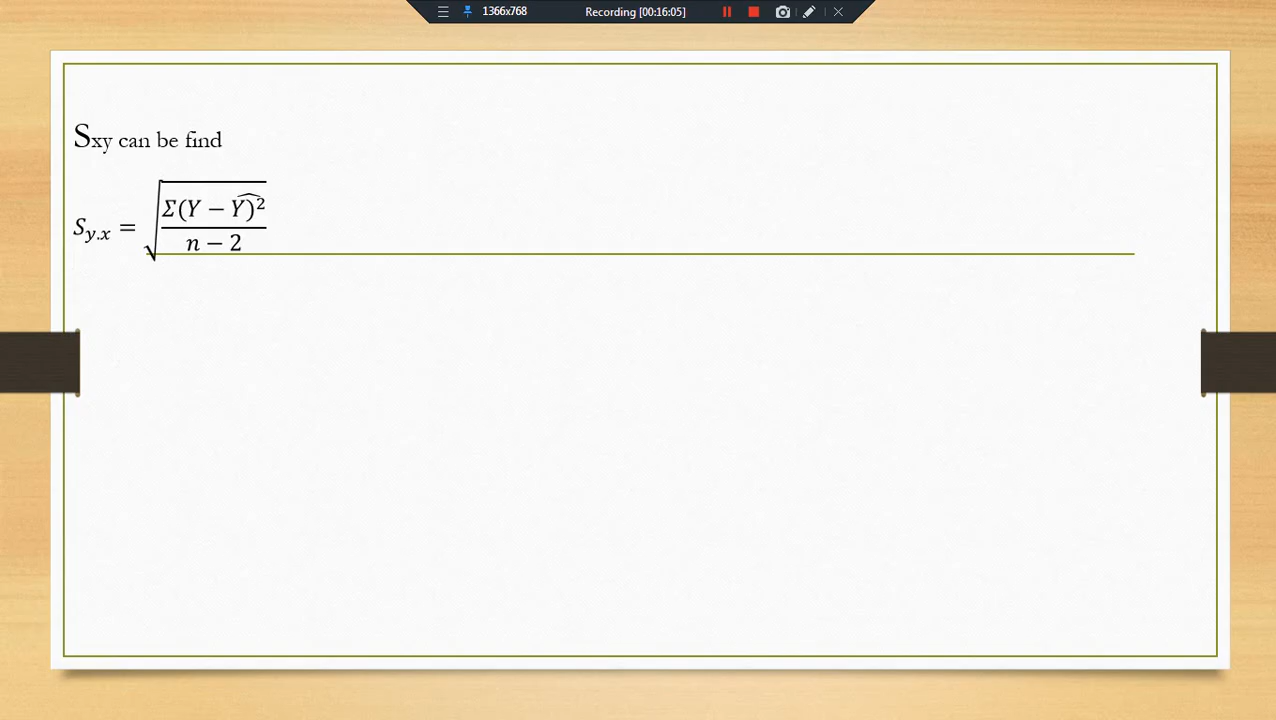 1366x768
Recording [00:16:05]
Sxy can be find
S_{y.x} = √(Σ(Y − Ŷ)² / (n − 2))